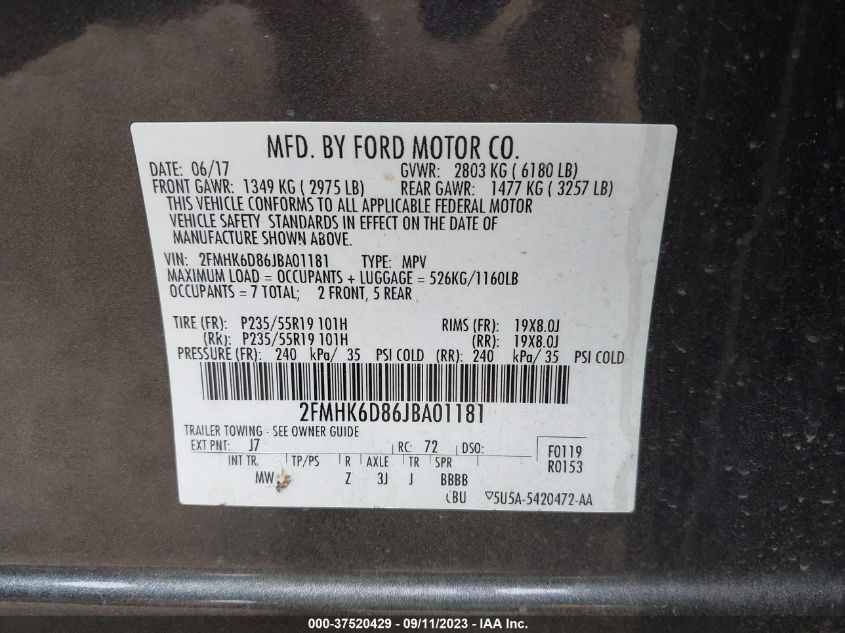 MFD. BY FORD MOTOR CO.
DATE: 06/17 GVWR: 2803 KG ( 6180 LB)
FRONT GAWR: 1349 KG ( 2975 LB) REAR GAWR: 1477 KG ( 3257 LB)
THIS VEHICLE CONFORMS TO ALL APPLICABLE FEDERAL MOTOR
VEHICLE SAFETY STANDARDS IN EFFECT ON THE DATE OF
MANUFACTURE SHOWN ABOVE.
VIN: 2FMHK6D86JBA01181 TYPE: MPV
MAXIMUM LOAD = OCCUPANTS + LUGGAGE = 526KG/1160LB
OCCUPANTS = 7 TOTAL; 2 FRONT, 5 REAR
TIRE (FR): P235/55R19 101H RIMS (FR): 19X8.0J
(RR): P235/55R19 101H (RR): 19X8.0J
PRESSURE (FR): 240 kPa/ 35 PSI COLD (RR): 240 kPa/ 35 PSI COLD
2FMHK6D86JBA01181
TRAILER TOWING - SEE OWNER GUIDE
EXT PNT: J7 RC: 72 DSO: F0119
INT TR. TP/PS R AXLE TR SPR R0153
MW Z 3J J BBBB
▽5U5A-5420472-AA
000-37520429 - 09/11/2023 - © IAA Inc.